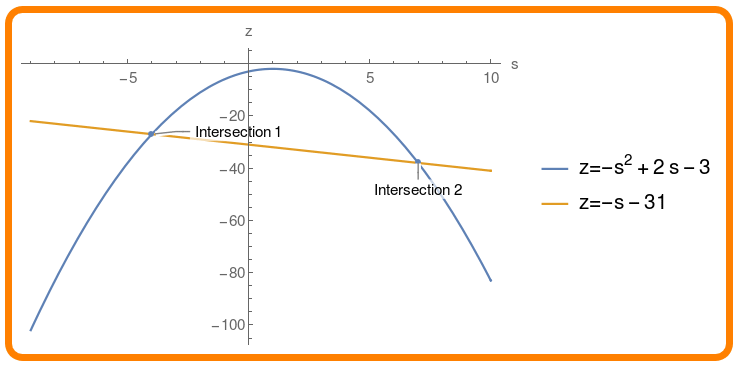 z
s
−5
5
10
−20
−40
−60
−80
−100
Intersection 1
Intersection 2
z=−s² + 2 s − 3
z=−s − 31